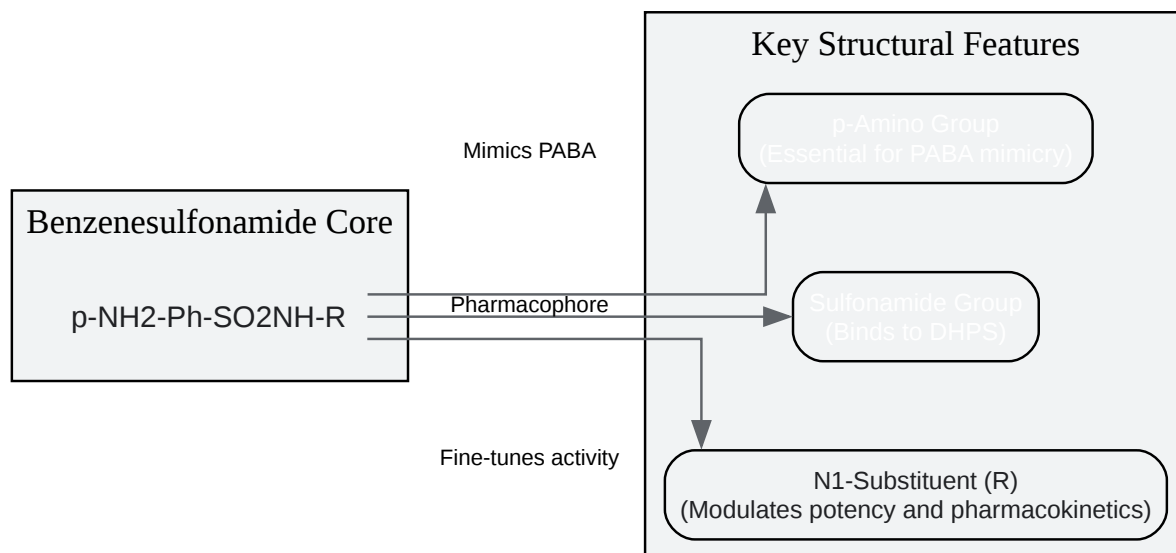 Key Structural Features
p-Amino Group
(Essential for PABA mimicry)
Mimics PABA
Benzenesulfonamide Core
p-NH2-Ph-SO2NH-R
Pharmacophore
Sulfonamide Group
(Binds to DHPS)
Fine-tunes activity
N1-Substituent (R)
(Modulates potency and pharmacokinetics)